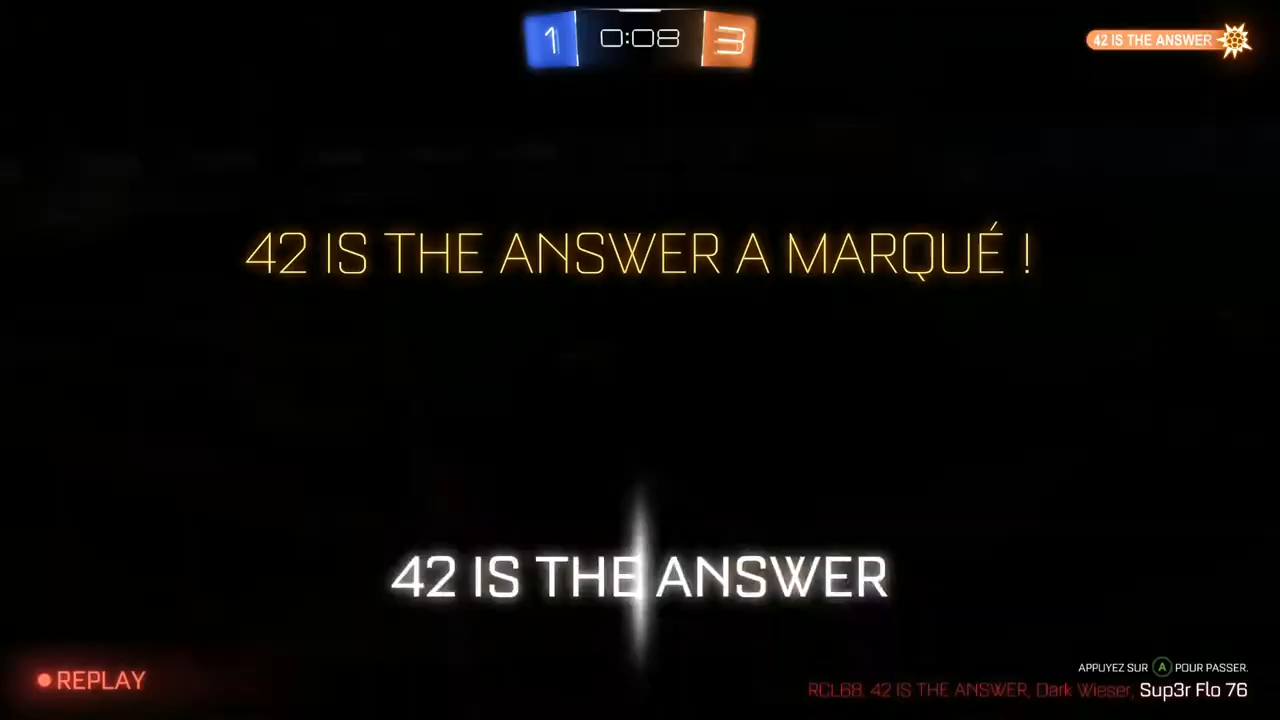 1 0:08 3
42 IS THE ANSWER
42 IS THE ANSWER A MARQUÉ !
42 IS THE ANSWER
REPLAY
APPUYEZ SUR A POUR PASSER.
RCL68, 42 IS THE ANSWER, Dark Wieser, Sup3r Flo 76